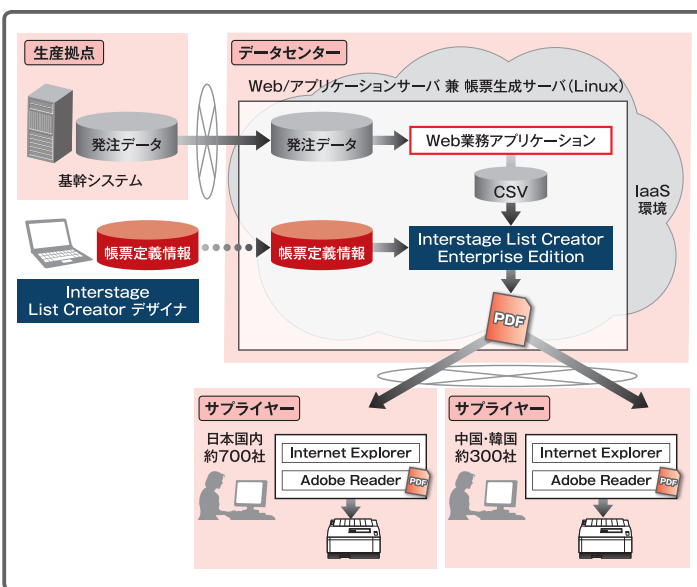 生産拠点
データセンター
Web/アプリケーションサーバ 兼 帳票生成サーバ(Linux)
発注データ
発注データ
Web業務アプリケーション
基幹システム
CSV
IaaS
環境
帳票定義情報
帳票定義情報
Interstage List Creator
Enterprise Edition
Interstage
List Creator デザイナ
PDF
サプライヤー
日本国内
約700社
Internet Explorer
Adobe Reader
PDF
サプライヤー
中国・韓国
約300社
Internet Explorer
Adobe Reader
PDF